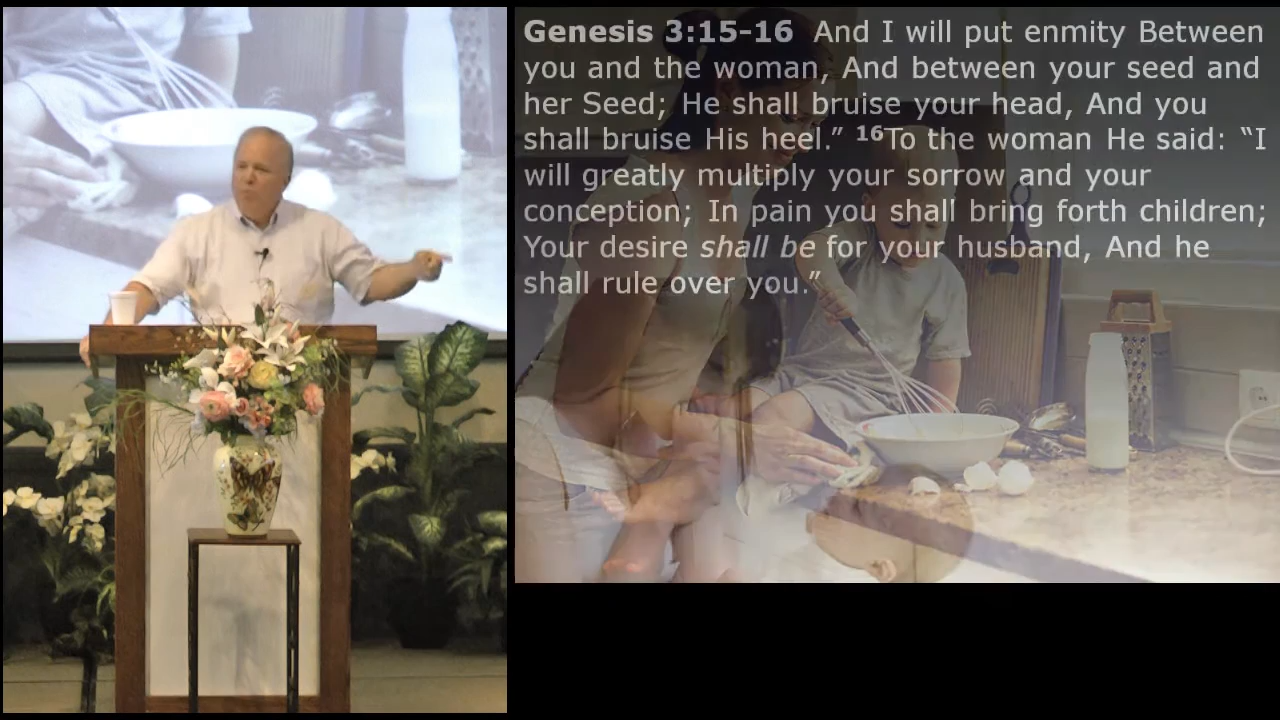 Genesis 3:15-16 And I will put enmity Between
you and the woman, And between your seed and
her Seed; He shall bruise your head, And you
shall bruise His heel.” 16To the woman He said: “I
will greatly multiply your sorrow and your
conception; In pain you shall bring forth children;
Your desire shall be for your husband, And he
shall rule over you.”